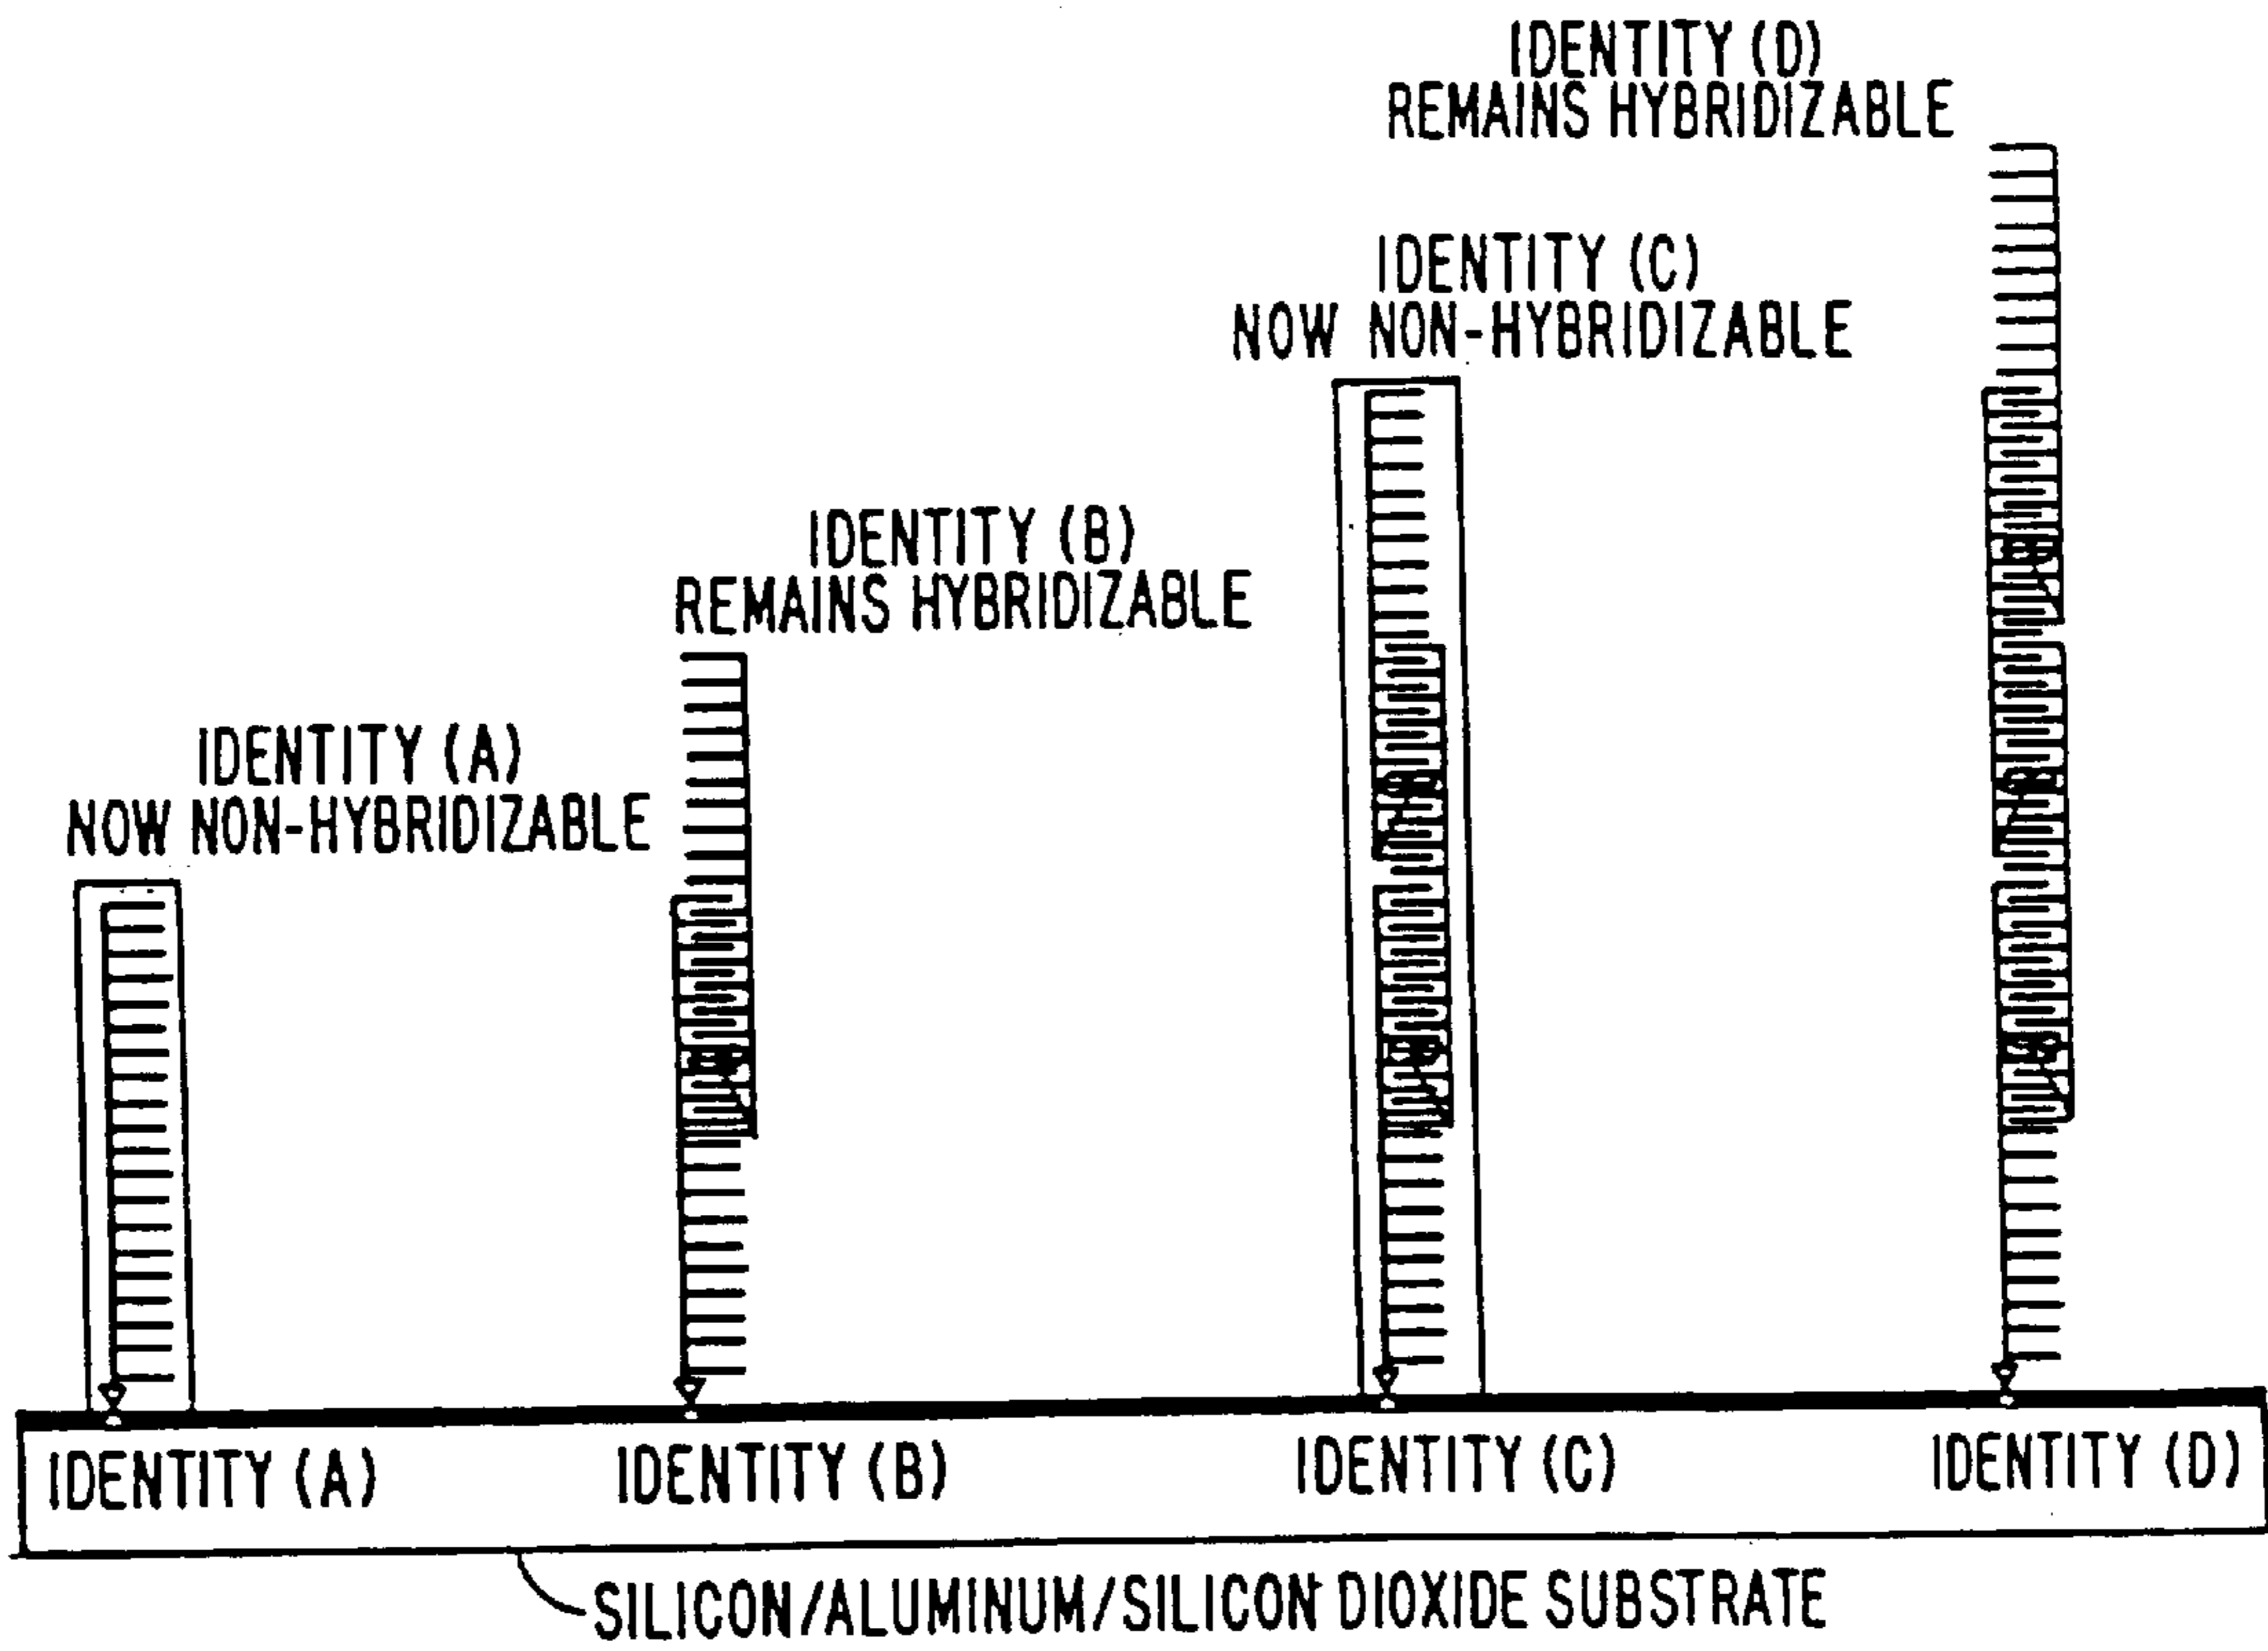 IDENTITY (D)
REMAINS HYBRIDIZABLE
IDENTITY (C)
NOW NON-HYBRIDIZABLE
IDENTITY (B)
REMAINS HYBRIDIZABLE
IDENTITY (A)
NOW NON-HYBRIDIZABLE
IDENTITY (A) IDENTITY (B) IDENTITY (C) IDENTITY (D)
SILICON/ALUMINUM/SILICON DIOXIDE SUBSTRATE